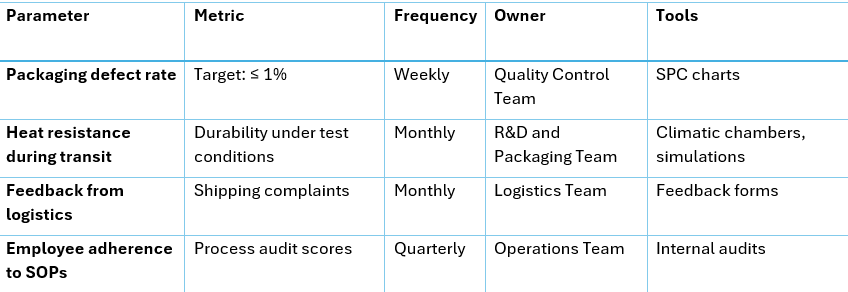 Parameter Metric Frequency Owner Tools
Packaging defect rate Target: ≤ 1% Weekly Quality Control SPC charts
Team
Heat resistance Durability under test Monthly R&D and Climatic chambers,
during transit conditions Packaging Team simulations
Feedback from Shipping complaints Monthly Logistics Team Feedback forms
logistics
Employee adherence Process audit scores Quarterly Operations Team Internal audits
to SOPs